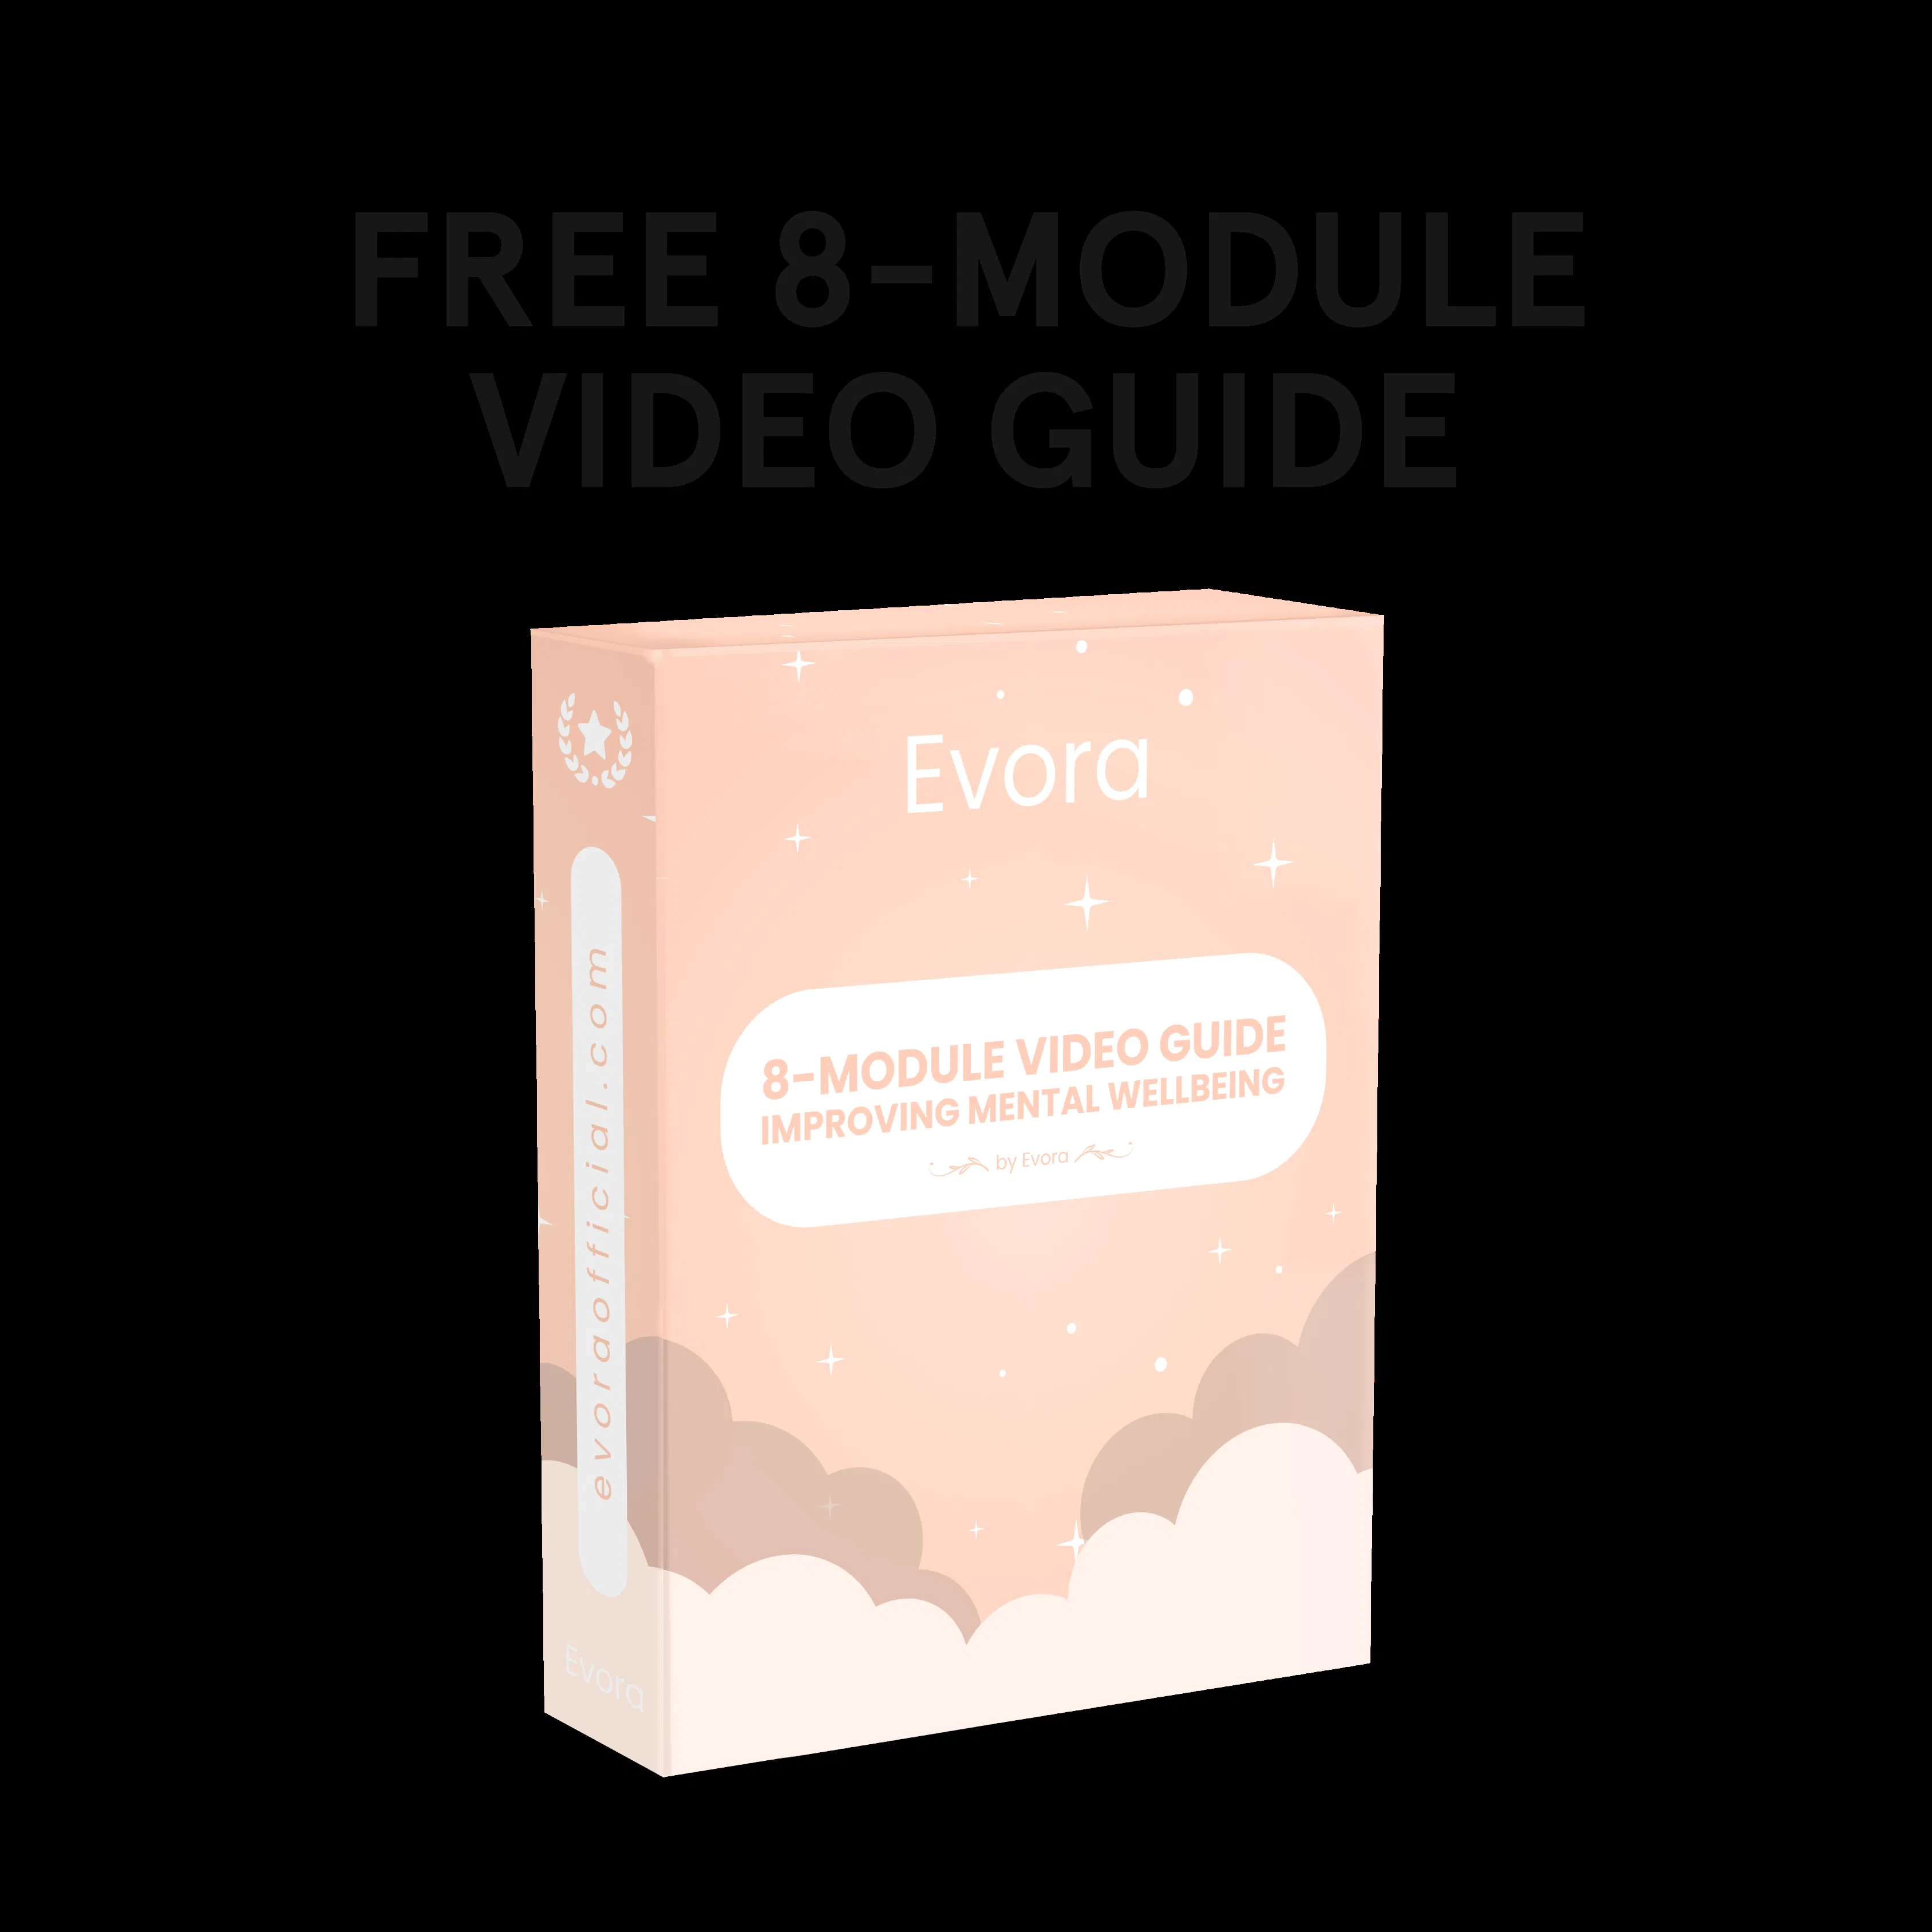 FREE 8-MODULE
VIDEO GUIDE
Evora
8-MODULE VIDEO GUIDE
IMPROVING MENTAL WELLBEING
by Evora
evoraofficial.com
Evora